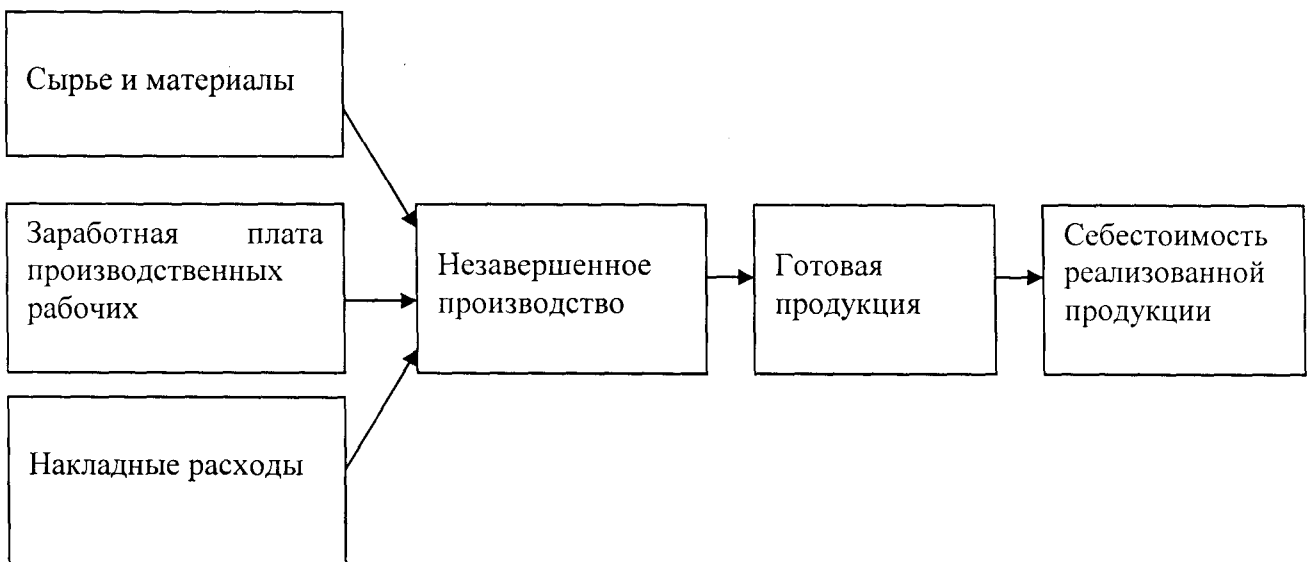 Сырье и материалы
Заработная плата
производственных
рабочих
Накладные расходы
Незавершенное
производство
Готовая
продукция
Себестоимость
реализованной
продукции